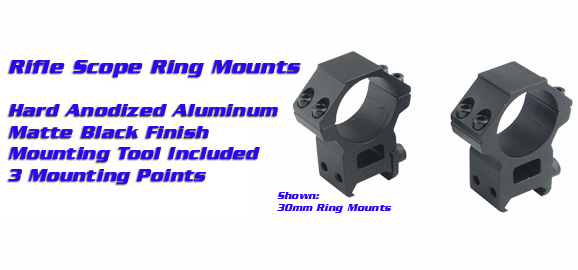 Rifle Scope Ring Mounts
Hard Anodized Aluminum
Matte Black Finish
Mounting Tool Included
3 Mounting Points
Shown:
30mm Ring Mounts